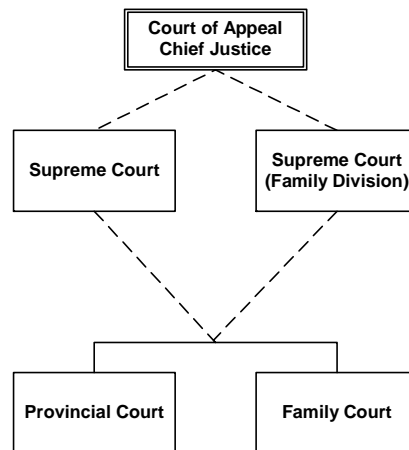 Court of Appeal
Chief Justice
Supreme Court
Supreme Court
(Family Division)
Provincial Court
Family Court